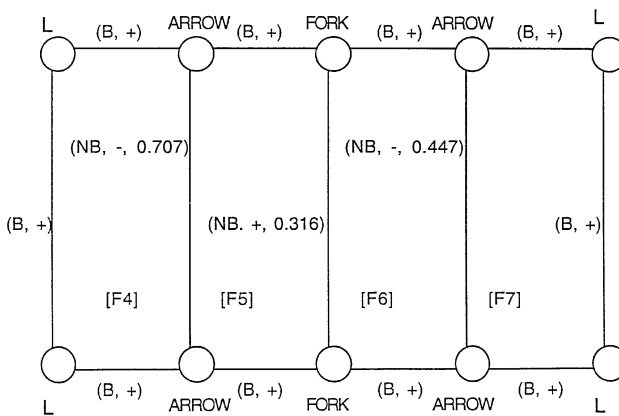 L ARROW FORK ARROW L
(B, +) (B, +) (B, +) (B, +)
(NB, -, 0.707) (NB, -, 0.447)
(B, +) (NB. +, 0.316) (B, +)
[F4] [F5] [F6] [F7]
(B, +) (B, +) (B, +) (B, +)
L ARROW FORK ARROW L